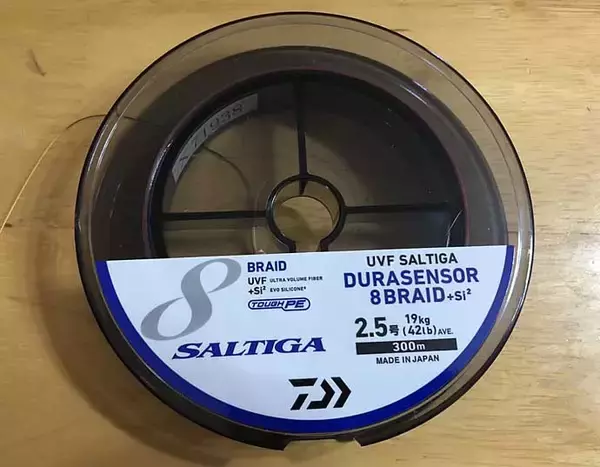 8 BRAID
UVF ULTRA VOLUME FIBER
+Si² EVO SILICONE²
TOUGH PE
SALTIGA
UVF SALTIGA
DURASENSOR
8BRAID +Si²
2.5号 19kg (42lb) AVE.
300m
MADE IN JAPAN